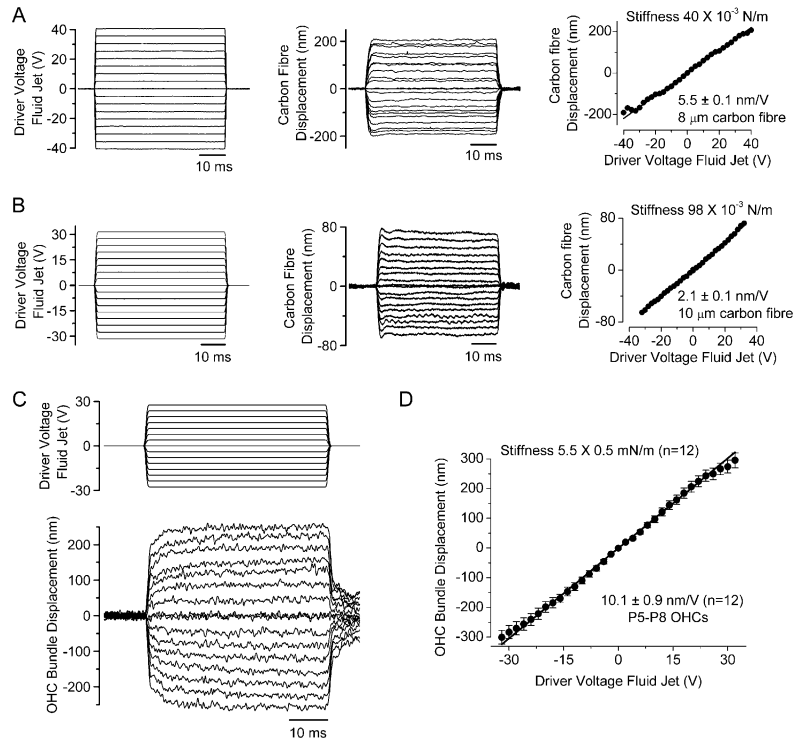 A
Driver Voltage
Fluid Jet (V)
40
20
0
-20
-40
10 ms
Carbon Fibre
Displacement (nm)
200
100
0
-100
-200
10 ms
Stiffness 40 X 10-3 N/m
Carbon fibre
Displacement (nm)
200
0
-200
5.5 ± 0.1 nm/V
8 μm carbon fibre
-40 -20 0 20 40
Driver Voltage Fluid Jet (V)
B
Driver Voltage
Fluid Jet (V)
30
15
0
-15
-30
10 ms
Carbon Fibre
Displacement (nm)
80
0
-80
10 ms
Stiffness 98 X 10-3 N/m
Carbon fibre
Displacement (nm)
80
0
-80
2.1 ± 0.1 nm/V
10 μm carbon fibre
-40 -20 0 20 40
Driver Voltage Fluid Jet (V)
C
Driver Voltage
Fluid Jet (V)
30
0
-30
OHC Bundle Displacement (nm)
200
100
0
-100
-200
10 ms
D
Stiffness 5.5 X 0.5 mN/m (n=12)
OHC Bundle Displacement (nm)
300
200
100
0
-100
-200
-300
10.1 ± 0.9 nm/V (n=12)
P5-P8 OHCs
-30 -15 0 15 30
Driver Voltage Fluid Jet (V)